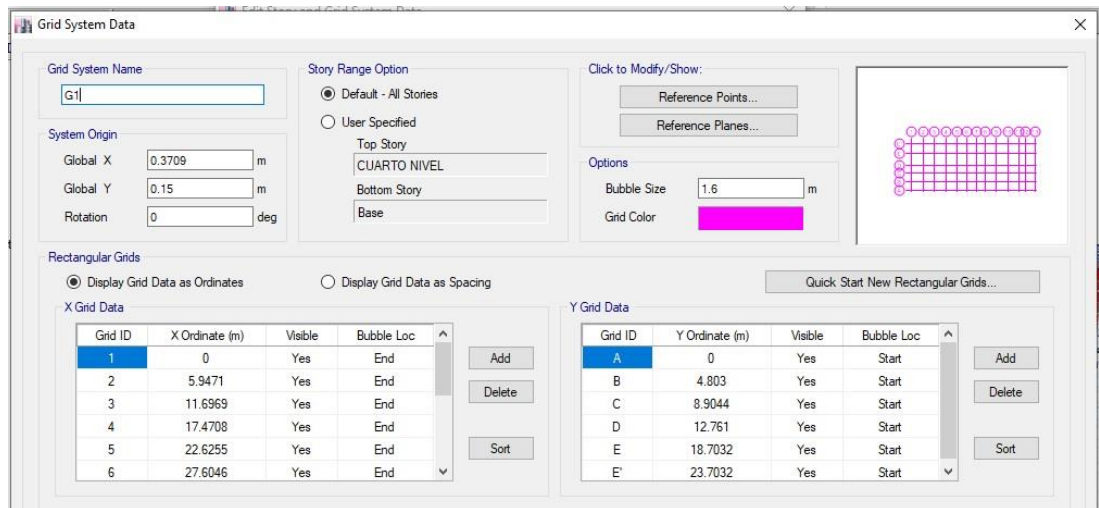 Edit Story and Grid System Data
Grid System Data
Grid System Name
G1
System Origin
Global X 0.3709 m
Global Y 0.15 m
Rotation 0 deg
Story Range Option
Default - All Stories
User Specified
Top Story
CUARTO NIVEL
Bottom Story
Base
Click to Modify/Show:
Reference Points...
Reference Planes...
Options
Bubble Size 1.6 m
Grid Color
Rectangular Grids
Display Grid Data as Ordinates Display Grid Data as Spacing Quick Start New Rectangular Grids...
X Grid Data
Grid ID X Ordinate (m) Visible Bubble Loc
1 0 Yes End
2 5.9471 Yes End
3 11.6969 Yes End
4 17.4708 Yes End
5 22.6255 Yes End
6 27.6046 Yes End
Add
Delete
Sort
Y Grid Data
Grid ID Y Ordinate (m) Visible Bubble Loc
A 0 Yes Start
B 4.803 Yes Start
C 8.9044 Yes Start
D 12.761 Yes Start
E 18.7032 Yes Start
E' 23.7032 Yes Start
Add
Delete
Sort